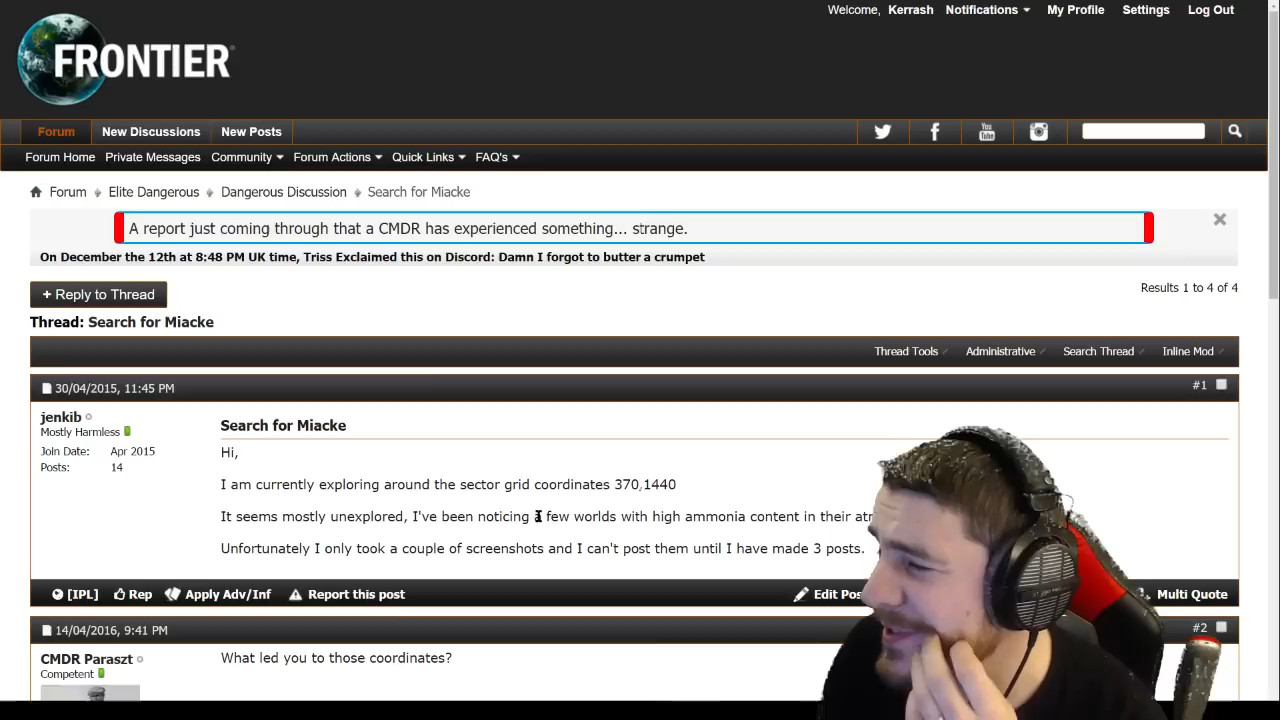 Welcome, Kerrash Notifications My Profile Settings Log Out
FRONTIER
Forum New Discussions New Posts
You Tube
Forum Home Private Messages Community Forum Actions Quick Links FAQ's
Forum Elite Dangerous Dangerous Discussion Search for Miacke
A report just coming through that a CMDR has experienced something... strange.
On December the 12th at 8:48 PM UK time, Triss Exclaimed this on Discord: Damn I forgot to butter a crumpet
+ Reply to Thread
Results 1 to 4 of 4
Thread: Search for Miacke
Thread Tools Administrative Search Thread Inline Mod
30/04/2015, 11:45 PM #1
jenkib
Mostly Harmless
Join Date: Apr 2015
Posts: 14
Search for Miacke
Hi,
I am currently exploring around the sector grid coordinates 370,1440
It seems mostly unexplored, I've been noticing a few worlds with high ammonia content in their
Unfortunately I only took a couple of screenshots and I can't post them until I have made 3 posts.
[IPL] Rep Apply Adv/Inf Report this post Edit Multi Quote
14/04/2016, 9:41 PM #2
CMDR Paraszt
Competent
What led you to those coordinates?